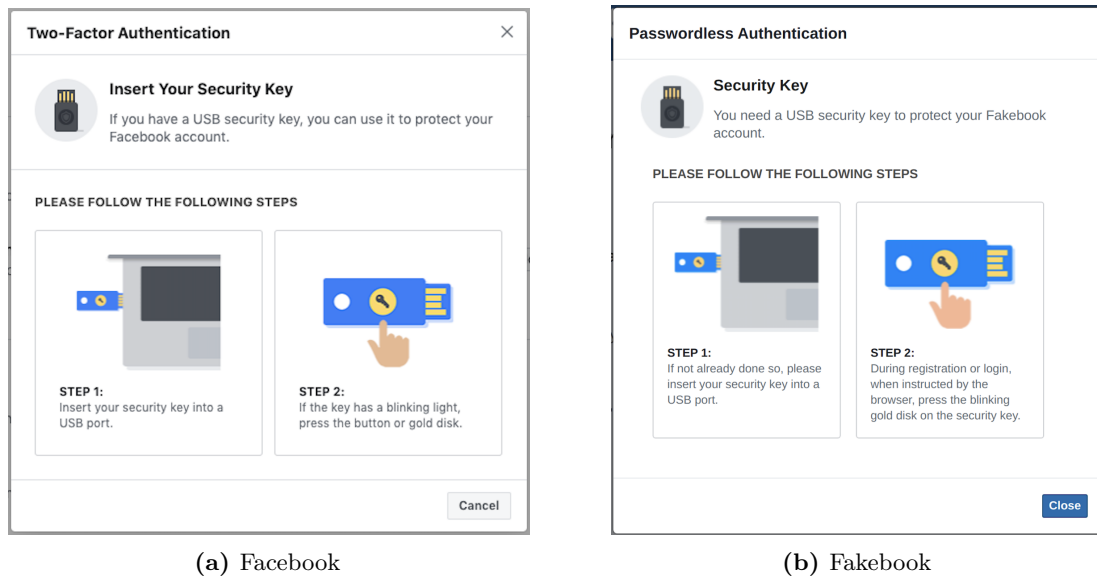 Two-Factor Authentication
Insert Your Security Key
If you have a USB security key, you can use it to protect your
Facebook account.
PLEASE FOLLOW THE FOLLOWING STEPS
STEP 1:
Insert your security key into a
USB port.
STEP 2:
If the key has a blinking light,
press the button or gold disk.
Cancel
(a) Facebook
Passwordless Authentication
Security Key
You need a USB security key to protect your Fakebook
account.
PLEASE FOLLOW THE FOLLOWING STEPS
STEP 1:
If not already done so, please
insert your security key into a
USB port.
STEP 2:
During registration or login,
when instructed by the
browser, press the blinking
gold disk on the security key.
Close
(b) Fakebook